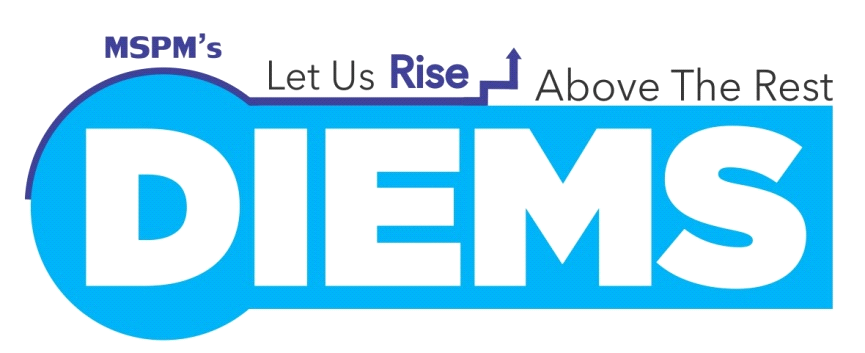 MSPM's
Let Us Rise Above The Rest
DIEMS